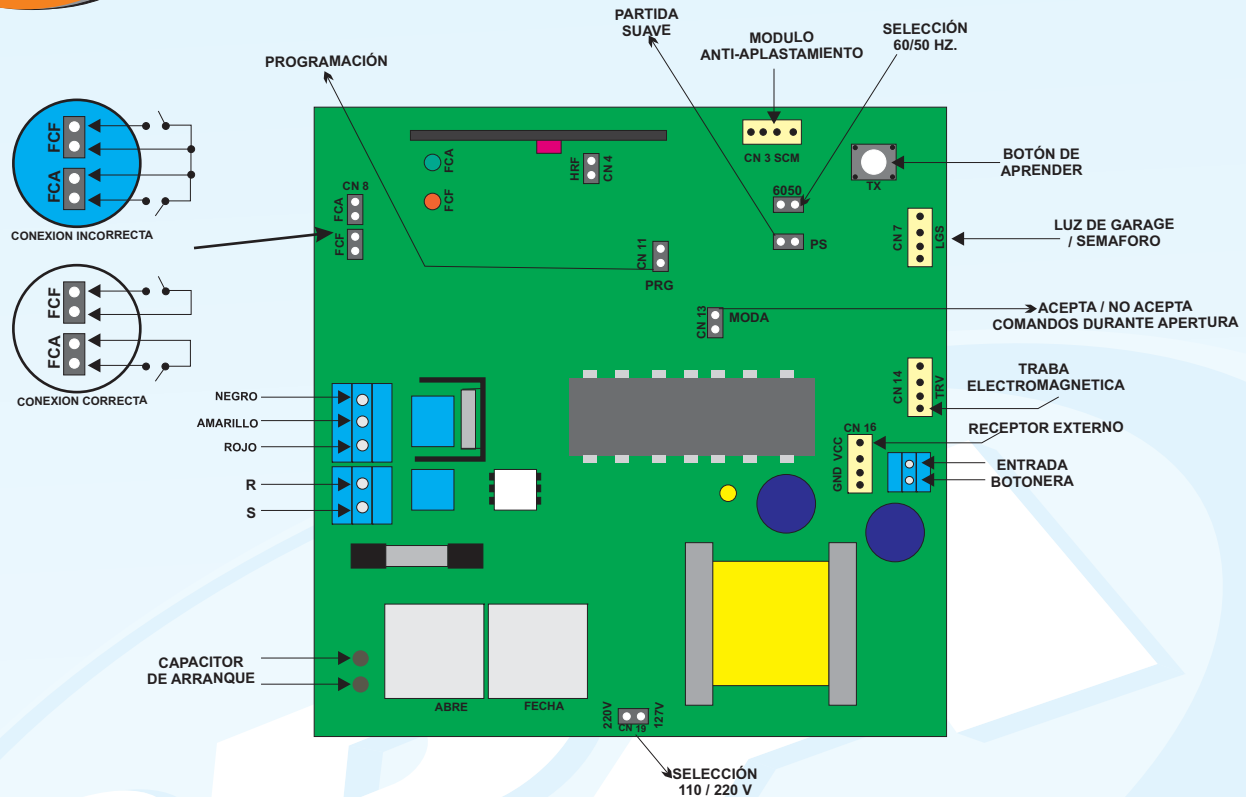 PARTIDA
SUAVE
MODULO
ANTI-APLASTAMIENTO
SELECCIÓN
60/50 HZ.
PROGRAMACIÓN
FCF
FCA
CONEXION INCORRECTA
FCF
FCA
CONEXION CORRECTA
CN 8
FCA
FCF
FCA
FCF
HRF
CN 4
CN 3 SCM
TX
BOTÓN DE
APRENDER
6050
PS
CN 7
LGS
LUZ DE GARAGE
/ SEMAFORO
CN 11
PRG
CN 13
MODA
ACEPTA / NO ACEPTA
COMANDOS DURANTE APERTURA
CN 14
TRV
TRABA
ELECTROMAGNETICA
CN 16
GND VCC
RECEPTOR EXTERNO
ENTRADA
BOTONERA
NEGRO
AMARILLO
ROJO
R
S
CAPACITOR
DE ARRANQUE
ABRE
FECHA
220V
127V
CN 19
SELECCIÓN
110 / 220 V